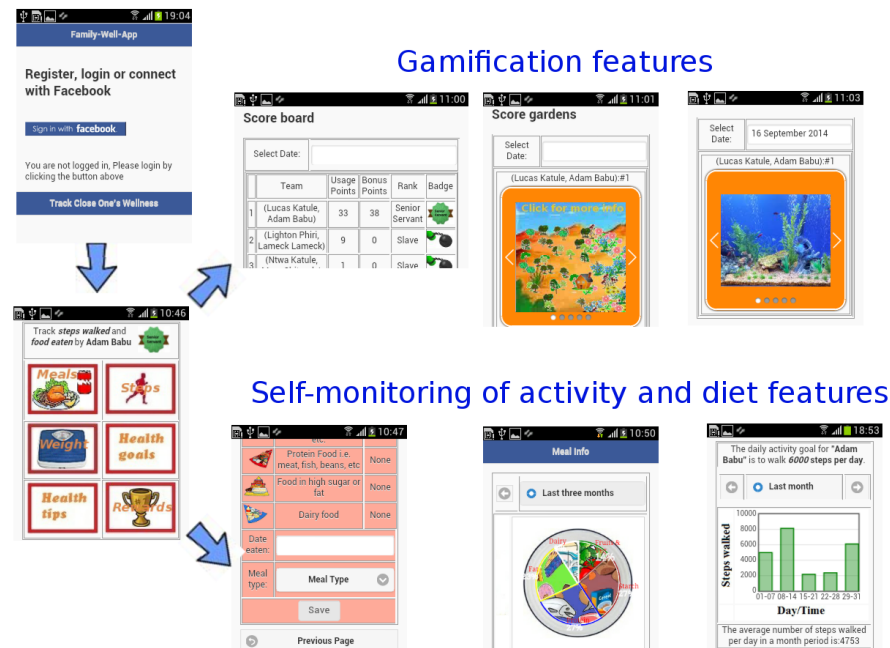 19:04
Family-Well-App
Register, login or connect
with Facebook
Sign in with facebook
You are not logged in, Please login by
clicking the button above
Track Close One's Wellness
Gamification features
11:00
Score board
Select Date:
Team Usage Points Bonus Points Rank Badge
1 (Lucas Katule, Adam Babu) 33 38 Senior Servant
2 (Lighton Phiri, Lameck Lameck) 9 0 Slave
3 (Ntwa Katule, 1 0 Slave
11:01
Score gardens
Select
Date:
(Lucas Katule, Adam Babu):#1
Click for more info
11:03
Select
Date:
16 September 2014
(Lucas Katule, Adam Babu):#1
10:46
Track steps walked and
food eaten by Adam Babu
Meals
Steps
Weight
Health
goals
Health
tips
Rewards
Self-monitoring of activity and diet features
10:47
etc.
Protein Food i.e.
meat, fish, beans, etc
None
Food in high sugar or
fat
None
Dairy food
None
Date
eaten:
Meal
type:
Meal Type
Save
Previous Page
10:50
Meal Info
Last three months
Dairy
Fruit &
Fat
18:53
The daily activity goal for "Adam
Babu" is to walk 6000 steps per day.
Last month
Steps walked
10000
8000
6000
4000
2000
0
01-07 08-14 15-21 22-28 29-31
Day/Time
The average number of steps walked
per day in a month period is:4753